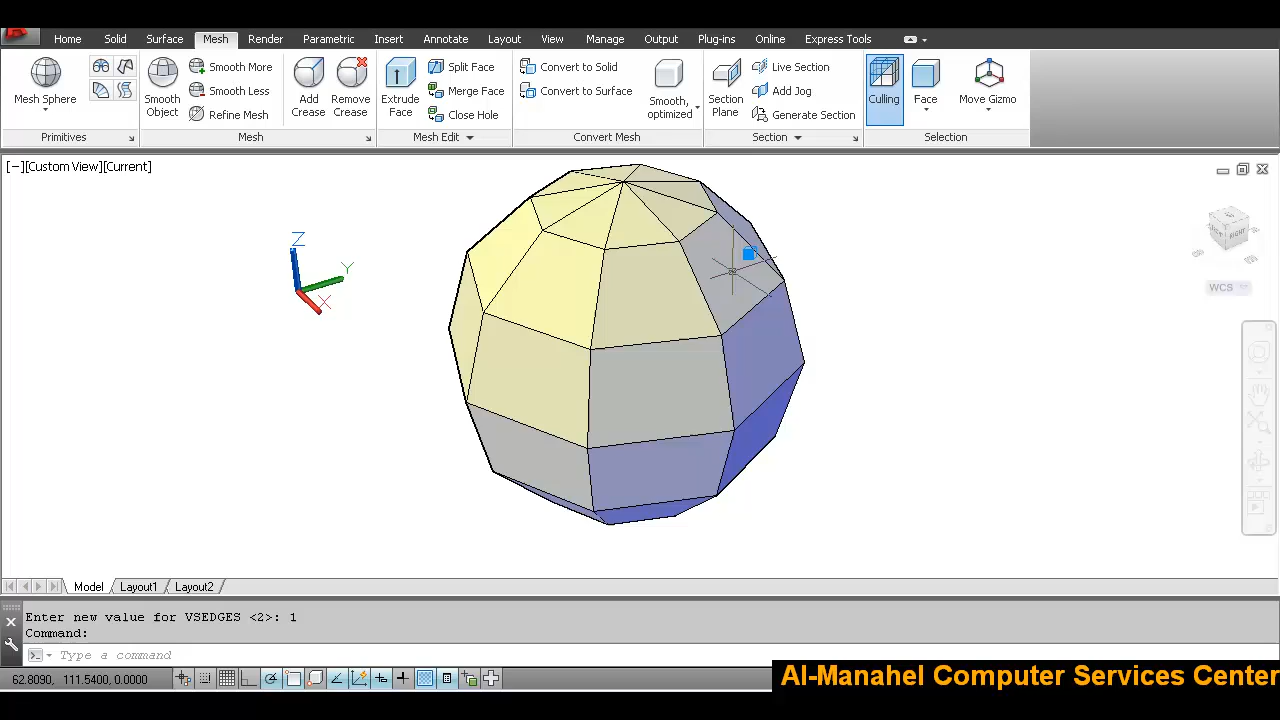 Home Solid Surface Mesh Render Parametric Insert Annotate Layout View Manage Output Plug-ins Online Express Tools
Mesh Sphere
Smooth Object
Smooth More
Smooth Less
Refine Mesh
Add Crease
Remove Crease
Extrude Face
Split Face
Merge Face
Close Hole
Convert to Solid
Convert to Surface
Smooth, optimized
Section Plane
Live Section
Add Jog
Generate Section
Culling
Face
Move Gizmo
Primitives Mesh Mesh Edit Convert Mesh Section Selection
[−][Custom View][Current]
Z
Y
X
RIGHT
WCS
Model Layout1 Layout2
Enter new value for VSEDGES <2>: 1
Command:
Type a command
62.8090, 111.5400, 0.0000
Al-Manahel Computer Services Center